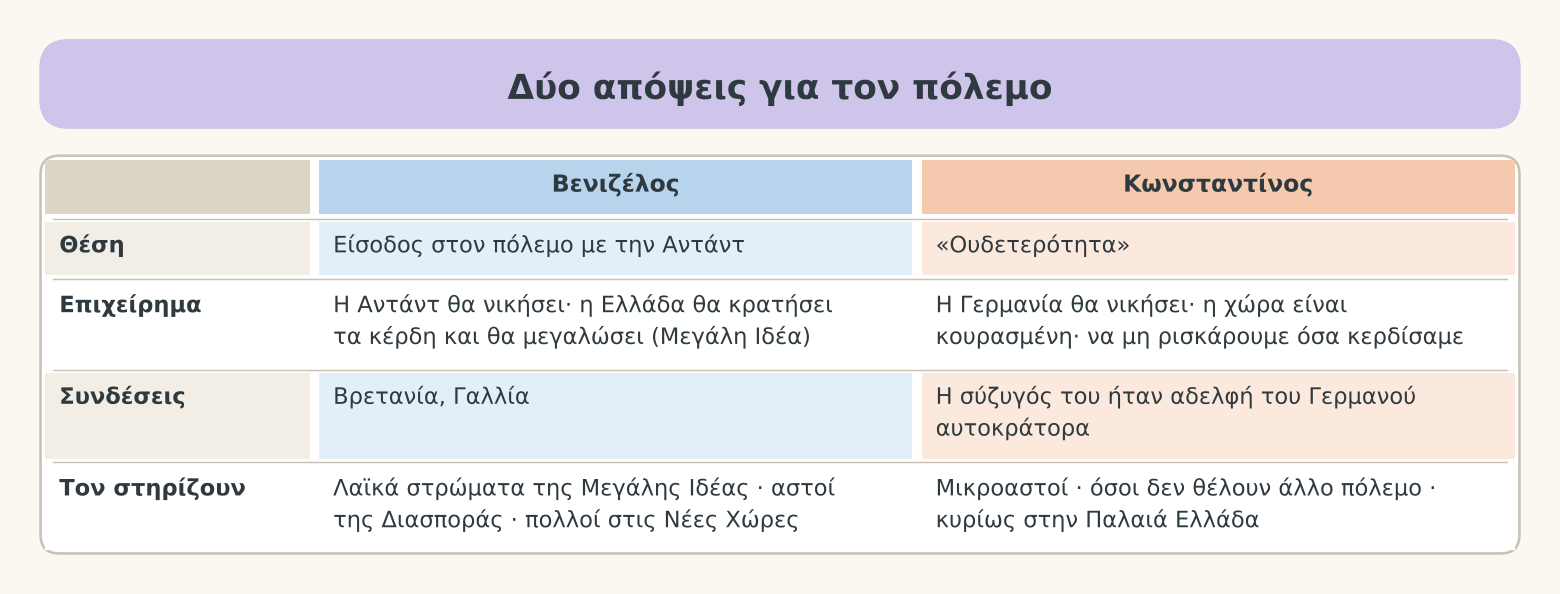 Δύο απόψεις για τον πόλεμο
Βενιζέλος
Κωνσταντίνος
Θέση
Είσοδος στον πόλεμο με την Αντάντ
«Ουδετερότητα»
Επιχείρημα
Η Αντάντ θα νικήσει· η Ελλάδα θα κρατήσει
τα κέρδη και θα μεγαλώσει (Μεγάλη Ιδέα)
Η Γερμανία θα νικήσει· η χώρα είναι
κουρασμένη· να μη ρισκάρουμε όσα κερδίσαμε
Συνδέσεις
Βρετανία, Γαλλία
Η σύζυγός του ήταν αδελφή του Γερμανού
αυτοκράτορα
Τον στηρίζουν
Λαϊκά στρώματα της Μεγάλης Ιδέας · αστοί
της Διασποράς · πολλοί στις Νέες Χώρες
Μικροαστοί · όσοι δεν θέλουν άλλο πόλεμο ·
κυρίως στην Παλαιά Ελλάδα